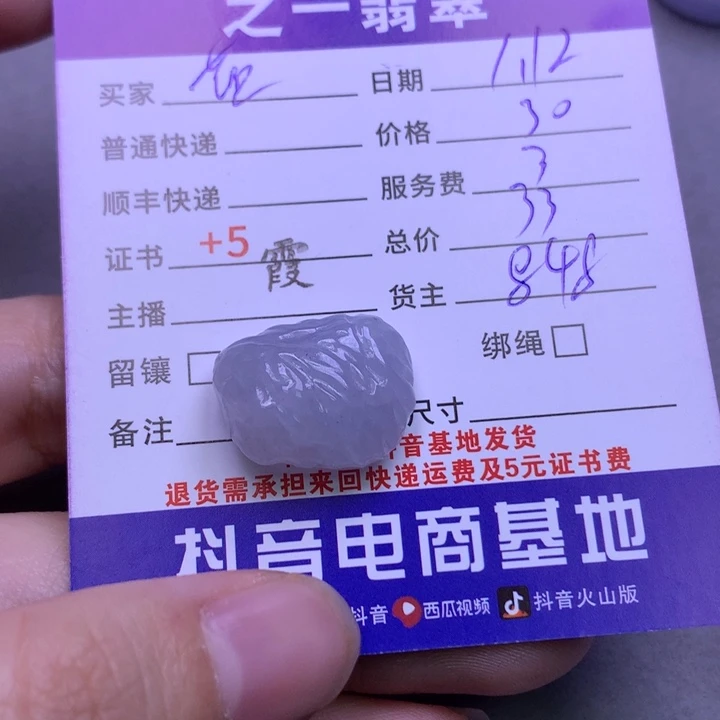 之一翡翠
买家 日期 1.12
普通快递 价格 30
顺丰快递 服务费 3
证书 +5 霞 总价 33
主播 货主 848
留镶 绑绳
备注 尺寸
音基地发货
退货需承担来回快递运费及5元证书费
抖音电商基地
抖音 西瓜视频 抖音火山版